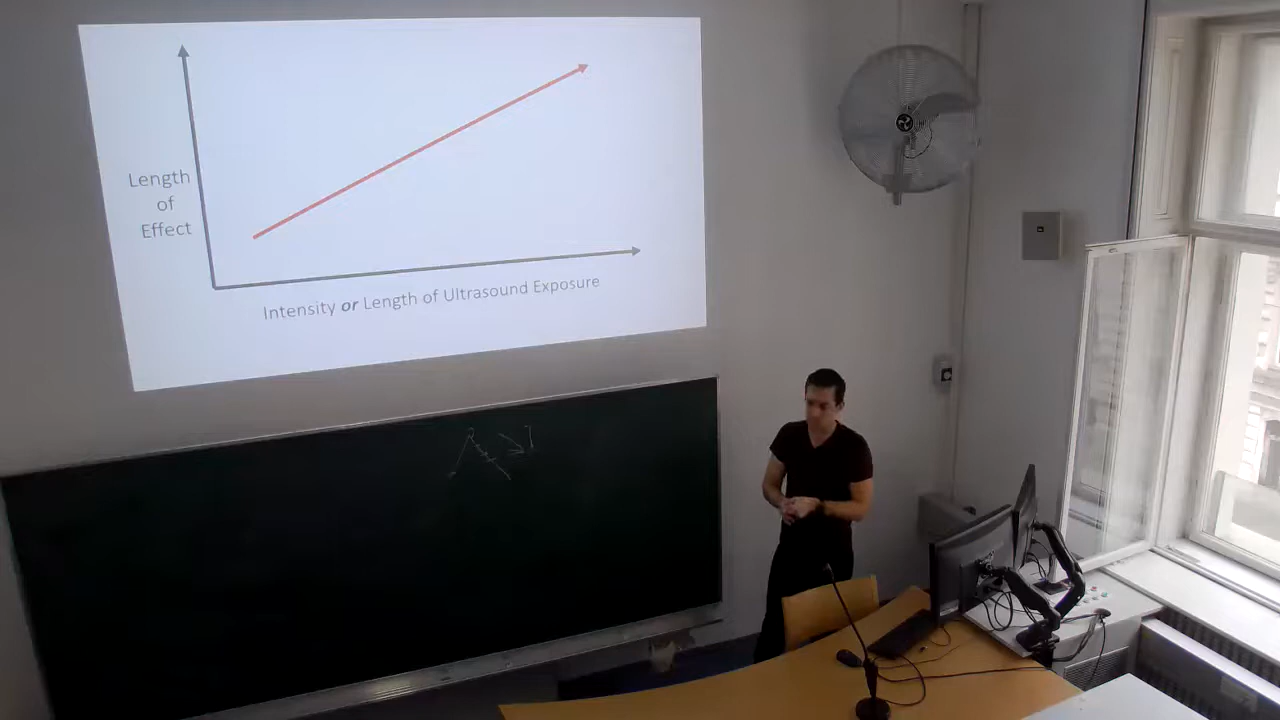 Length
of
Effect
Intensity or Length of Ultrasound Exposure